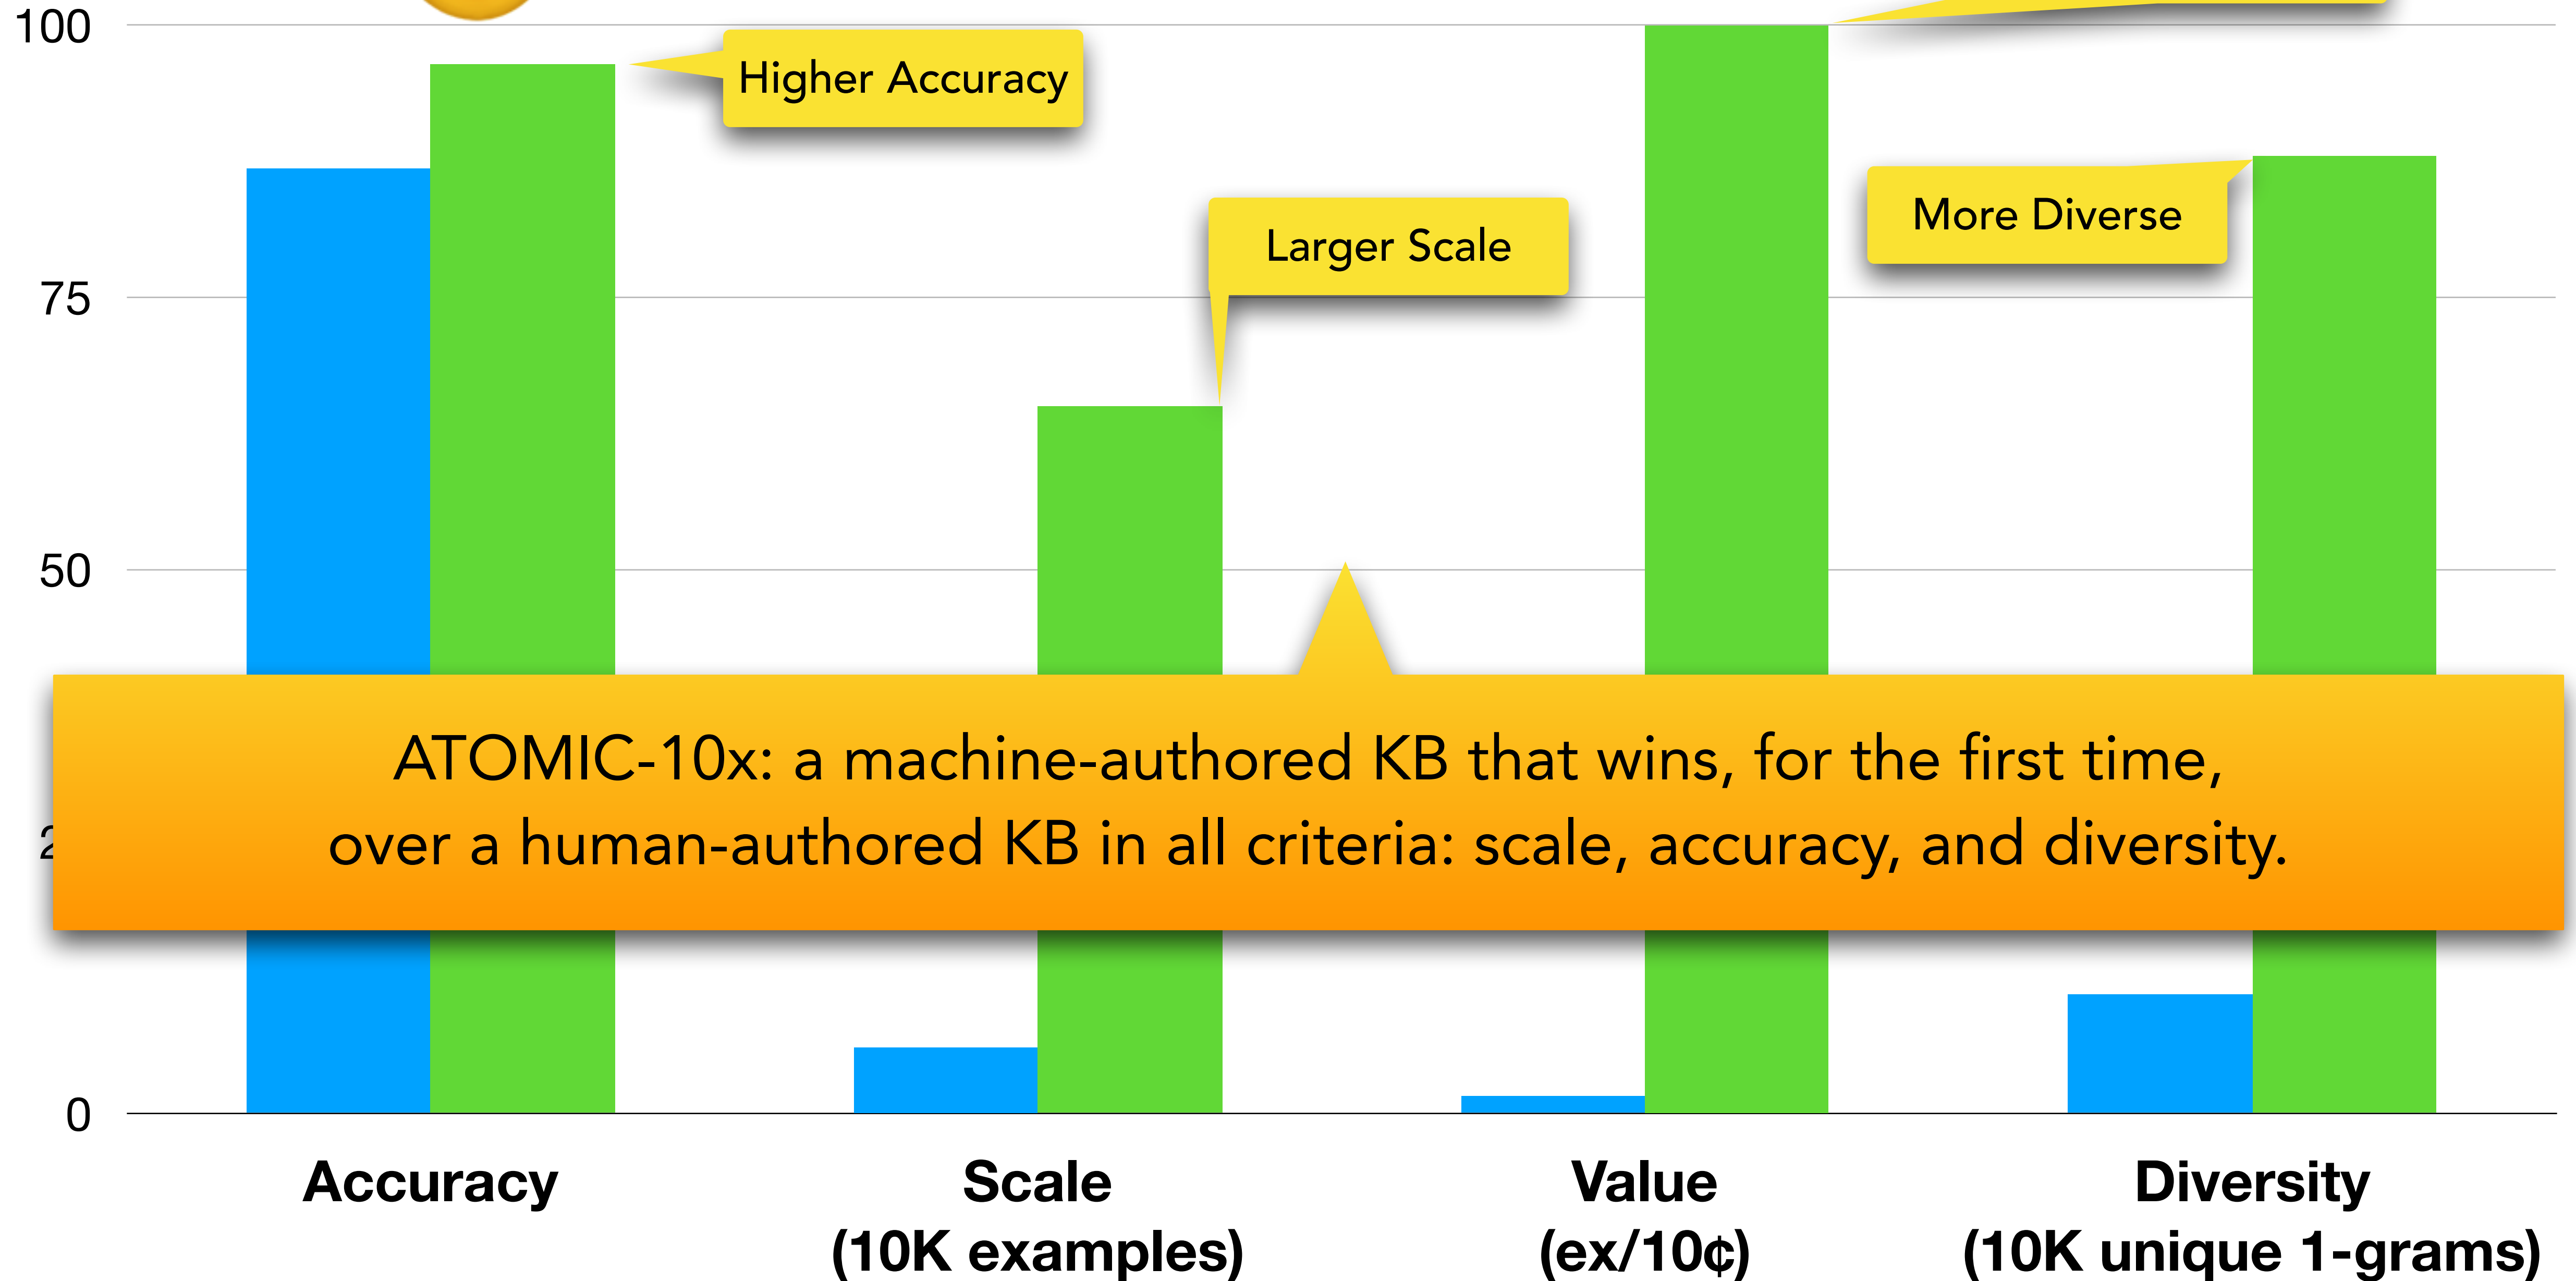 100
Higher Accuracy
More Diverse
Larger Scale
75
50
ATOMIC-10x: a machine-authored KB that wins, for the first time,
over a human-authored KB in all criteria: scale, accuracy, and diversity.
0
Accuracy
Scale
(10K examples)
Value
(ex/10¢)
Diversity
(10K unique 1-grams)